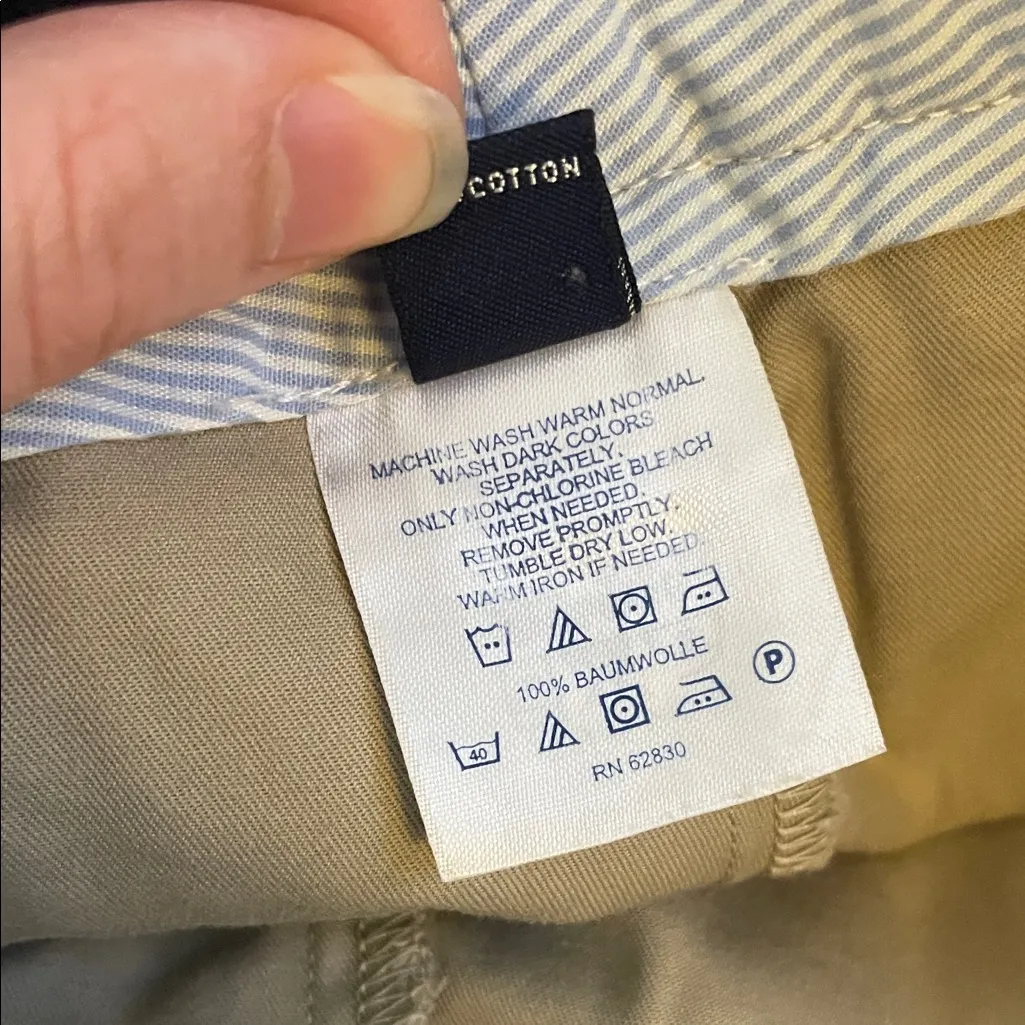 COTTON
MACHINE WASH WARM NORMAL.
WASH DARK COLORS
SEPARATELY.
ONLY NON-CHLORINE BLEACH
WHEN NEEDED.
REMOVE PROMPTLY.
TUMBLE DRY LOW.
WARM IRON IF NEEDED
100% BAUMWOLLE
P
40
RN 62830